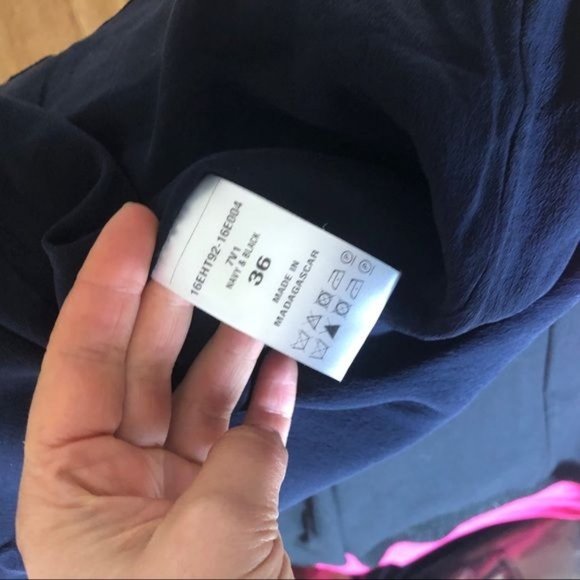 16EHT92-16E004
7V1
NAVY & BLACK
36
MADE IN
MADAGASCAR